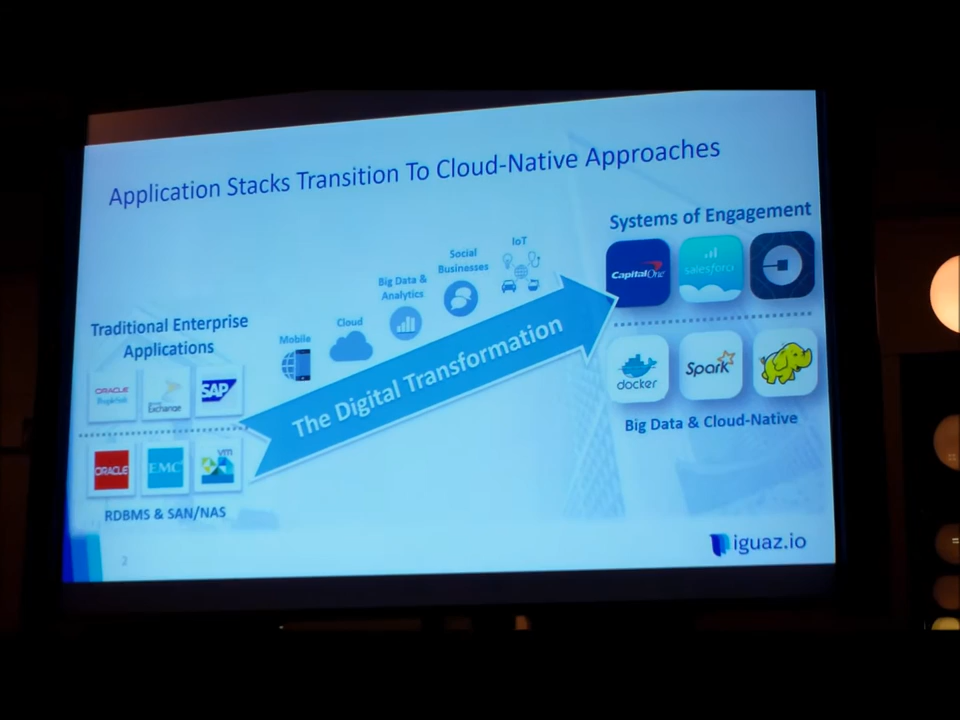 Application Stacks Transition To Cloud-Native Approaches
Systems of Engagement
IoT
Social
Businesses
Big Data &
Analytics
Cloud
Mobile
CapitalOne
salesforce
Traditional Enterprise
Applications
The Digital Transformation
ORACLE
PeopleSoft
Exchange
SAP
docker
Spark
Big Data & Cloud-Native
ORACLE
EMC
vm
RDBMS & SAN/NAS
iguaz.io
2